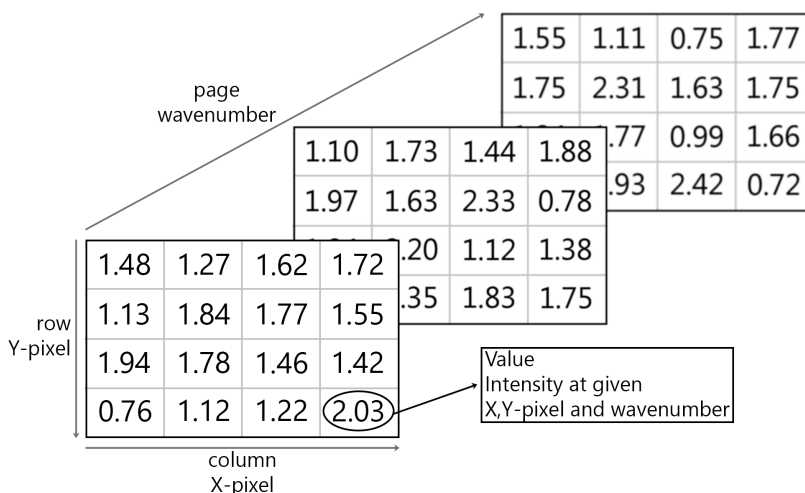 1.55 1.11 0.75 1.77
1.75 2.31 1.63 1.75
.77 0.99 1.66
.93 2.42 0.72
page
wavenumber
1.10 1.73 1.44 1.88
1.97 1.63 2.33 0.78
.20 1.12 1.38
.35 1.83 1.75
1.48 1.27 1.62 1.72
1.13 1.84 1.77 1.55
1.94 1.78 1.46 1.42
0.76 1.12 1.22 2.03
row
Y-pixel
column
X-pixel
Value
Intensity at given
X,Y-pixel and wavenumber